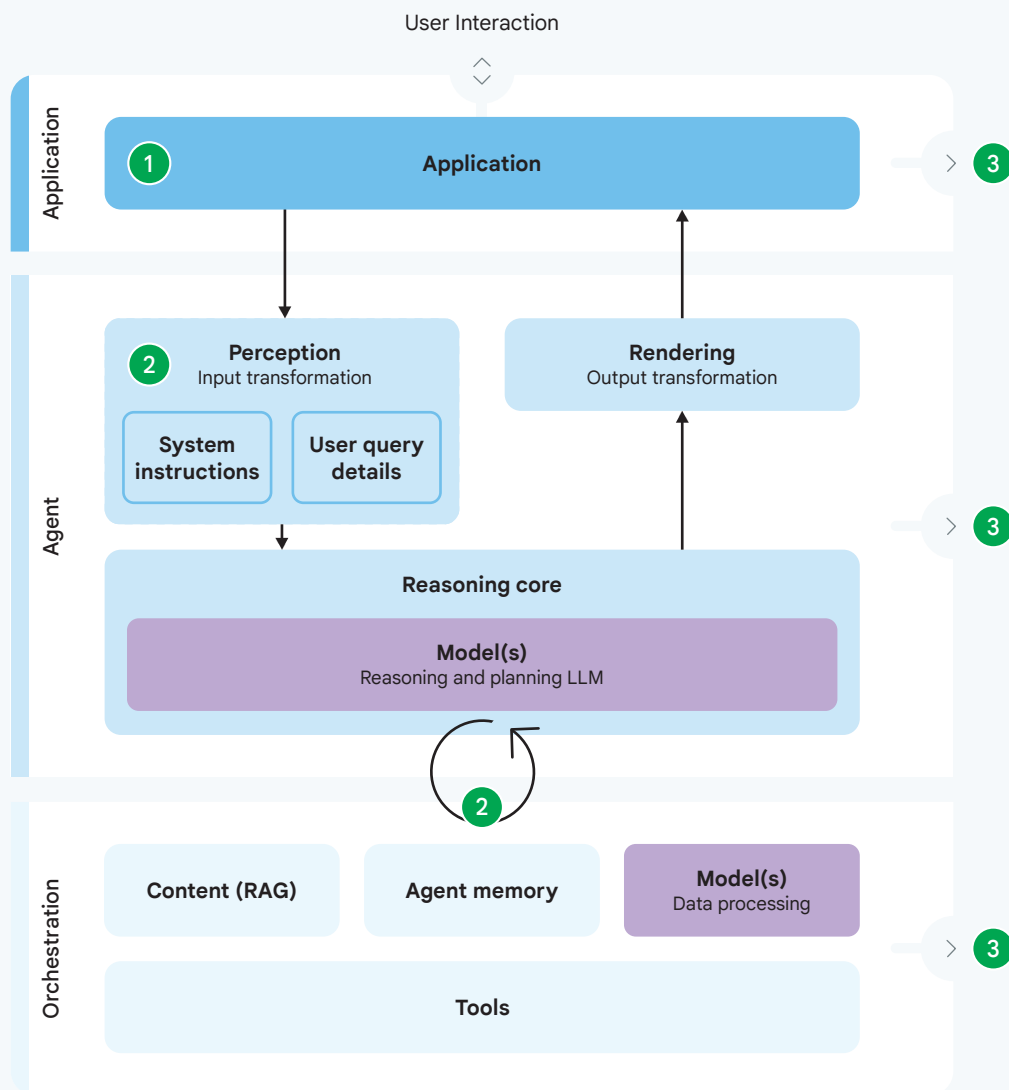 User Interaction
Application
1
Application
3
2
Perception
Input transformation
System
instructions
User query
details
Rendering
Output transformation
Agent
3
Reasoning core
Model(s)
Reasoning and planning LLM
2
Orchestration
Content (RAG)
Agent memory
Model(s)
Data processing
3
Tools